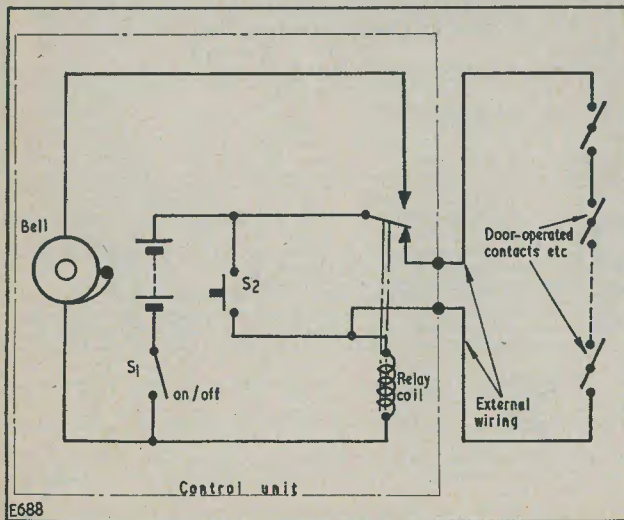 Bell
S2
Door-operated
contacts etc
S1
on/off
Relay
coil
External
wiring
Control unit
E688